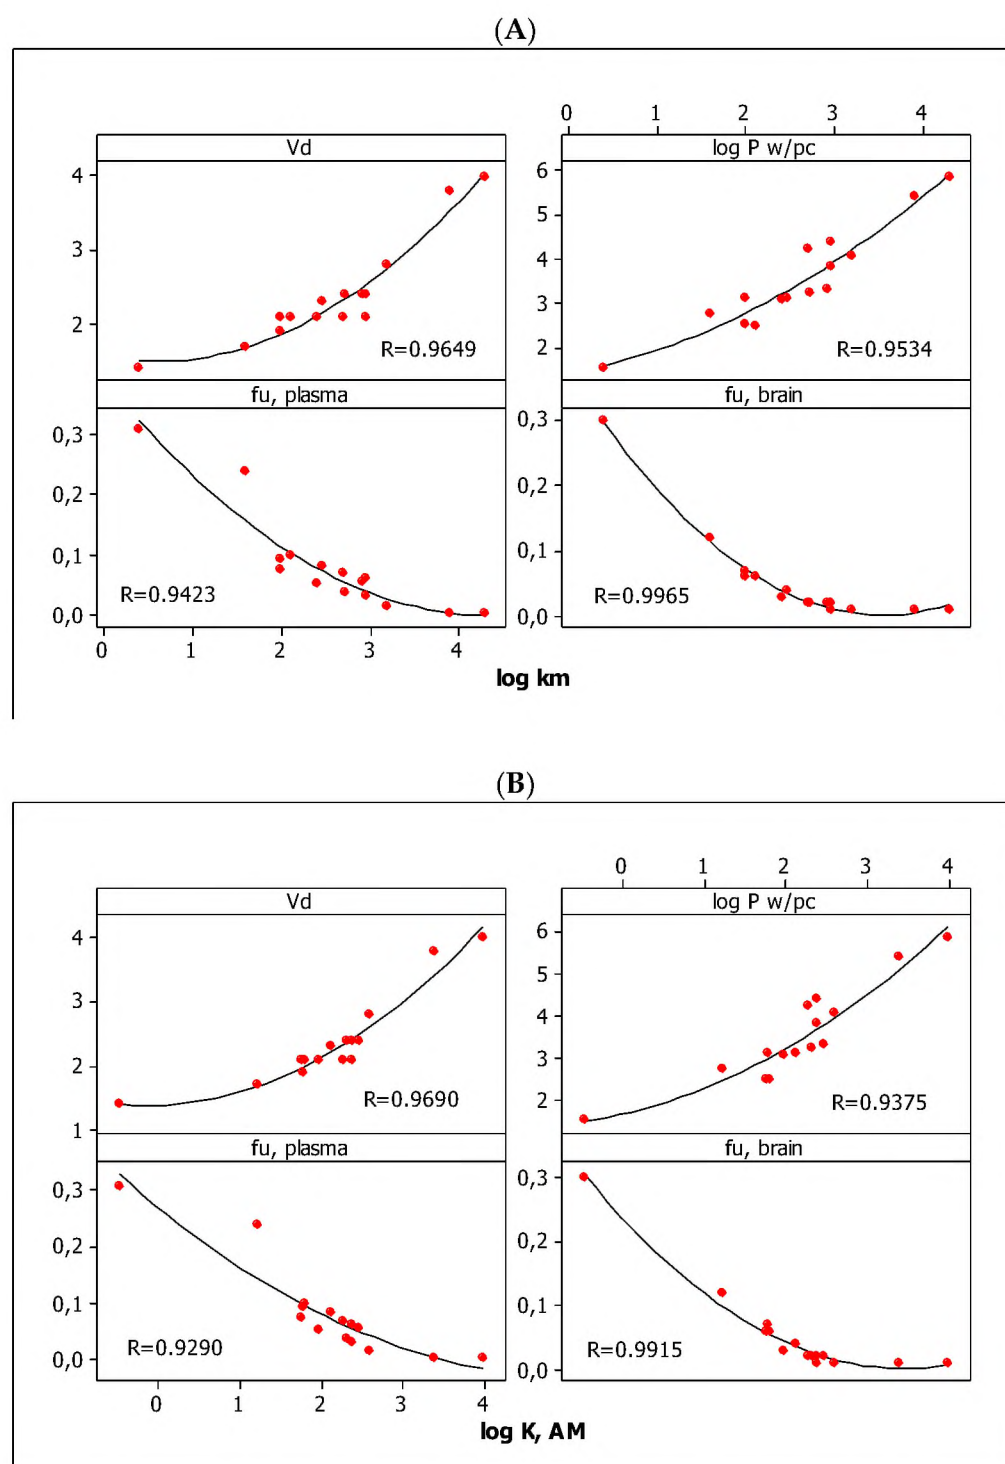 (A)
0 1 2 3 4
Vd
log P w/pc
4
3
2
R=0.9649
6
5
4
3
2
R=0.9534
fu, plasma
fu, brain
0,3
0,2
0,1
0,0
R=0.9423
0,3
0,2
0,1
0,0
R=0.9965
0 1 2 3 4
log km
(B)
0 1 2 3 4
Vd
log P w/pc
4
3
2
1
R=0.9690
6
5
4
3
2
R=0.9375
fu, plasma
fu, brain
0,3
0,2
0,1
0,0
R=0.9290
0,3
0,2
0,1
0,0
R=0.9915
0 1 2 3 4
log K, AM